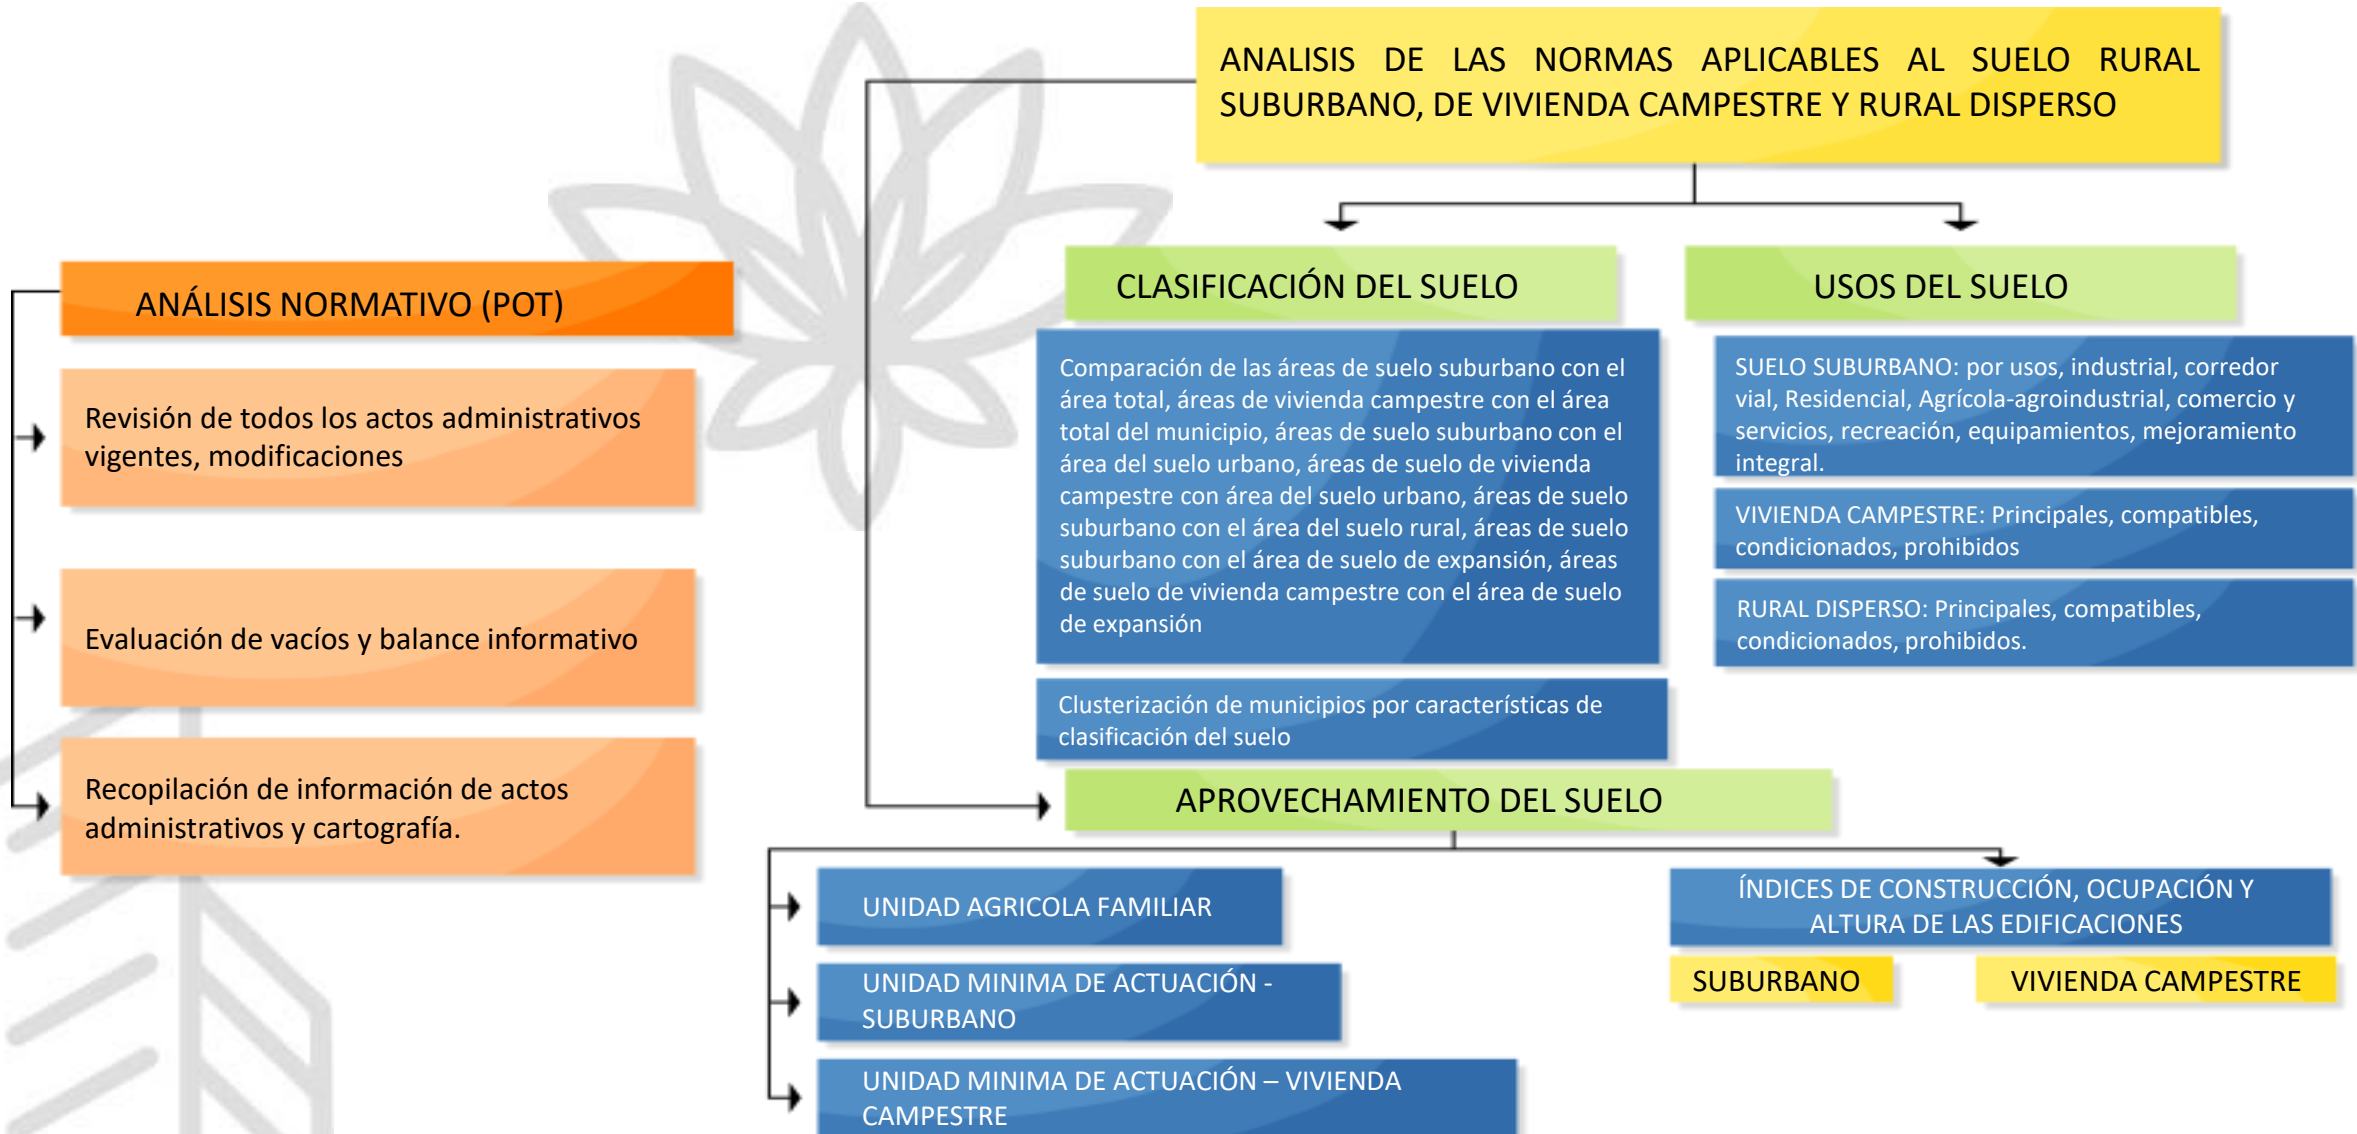 ANALISIS DE LAS NORMAS APLICABLES AL SUELO RURAL
SUBURBANO, DE VIVIENDA CAMPESTRE Y RURAL DISPERSO
ANÁLISIS NORMATIVO (POT)
Revisión de todos los actos administrativos
vigentes, modificaciones
Evaluación de vacíos y balance informativo
Recopilación de información de actos
administrativos y cartografía.
CLASIFICACIÓN DEL SUELO
Comparación de las áreas de suelo suburbano con el
área total, áreas de vivienda campestre con el área
total del municipio, áreas de suelo suburbano con el
área del suelo urbano, áreas de suelo de vivienda
campestre con área del suelo urbano, áreas de suelo
suburbano con el área del suelo rural, áreas de suelo
suburbano con el área de suelo de expansión, áreas
de suelo de vivienda campestre con el área de suelo
de expansión
Clusterización de municipios por características de
clasificación del suelo
USOS DEL SUELO
SUELO SUBURBANO: por usos, industrial, corredor
vial, Residencial, Agrícola-agroindustrial, comercio y
servicios, recreación, equipamientos, mejoramiento
integral.
VIVIENDA CAMPESTRE: Principales, compatibles,
condicionados, prohibidos
RURAL DISPERSO: Principales, compatibles,
condicionados, prohibidos.
APROVECHAMIENTO DEL SUELO
UNIDAD AGRICOLA FAMILIAR
UNIDAD MINIMA DE ACTUACIÓN -
SUBURBANO
UNIDAD MINIMA DE ACTUACIÓN – VIVIENDA
CAMPESTRE
ÍNDICES DE CONSTRUCCIÓN, OCUPACIÓN Y
ALTURA DE LAS EDIFICACIONES
SUBURBANO
VIVIENDA CAMPESTRE